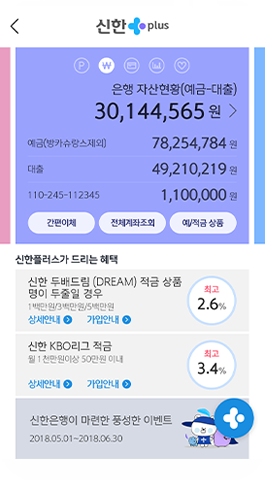 신한 plus
은행 자산현황(예금-대출)
30,144,565 원
예금(방카슈랑스제외) 78,254,784 원
대출 49,210,219 원
110-245-112345 1,100,000 원
간편이체 전체계좌조회 예/적금 상품
신한플러스가 드리는 혜택
신한 두배드림 (DREAM) 적금 상품
명이 두줄일 경우
1백만원/3백만원/5백만원
상세안내 가입안내
최고
2.6%
신한 KBO리그 적금
월 1천만원이상 50만원 이내
상세안내 가입안내
최고
3.4%
신한은행이 마련한 풍성한 이벤트
2018.05.01~2018.06.30